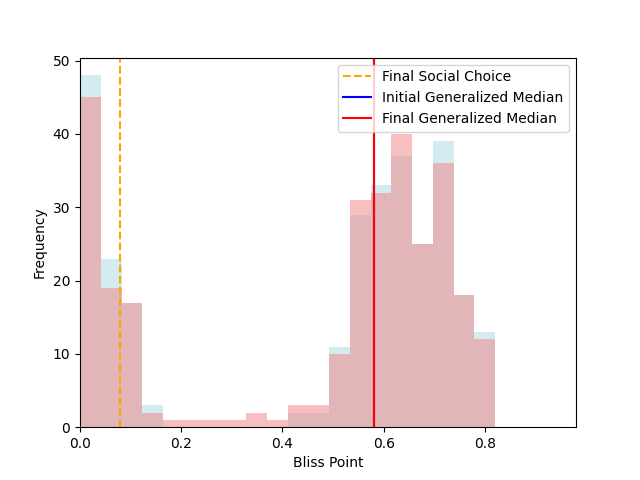 50
40
30
20
10
0
Frequency
Final Social Choice
Initial Generalized Median
Final Generalized Median
0.0 0.2 0.4 0.6 0.8
Bliss Point